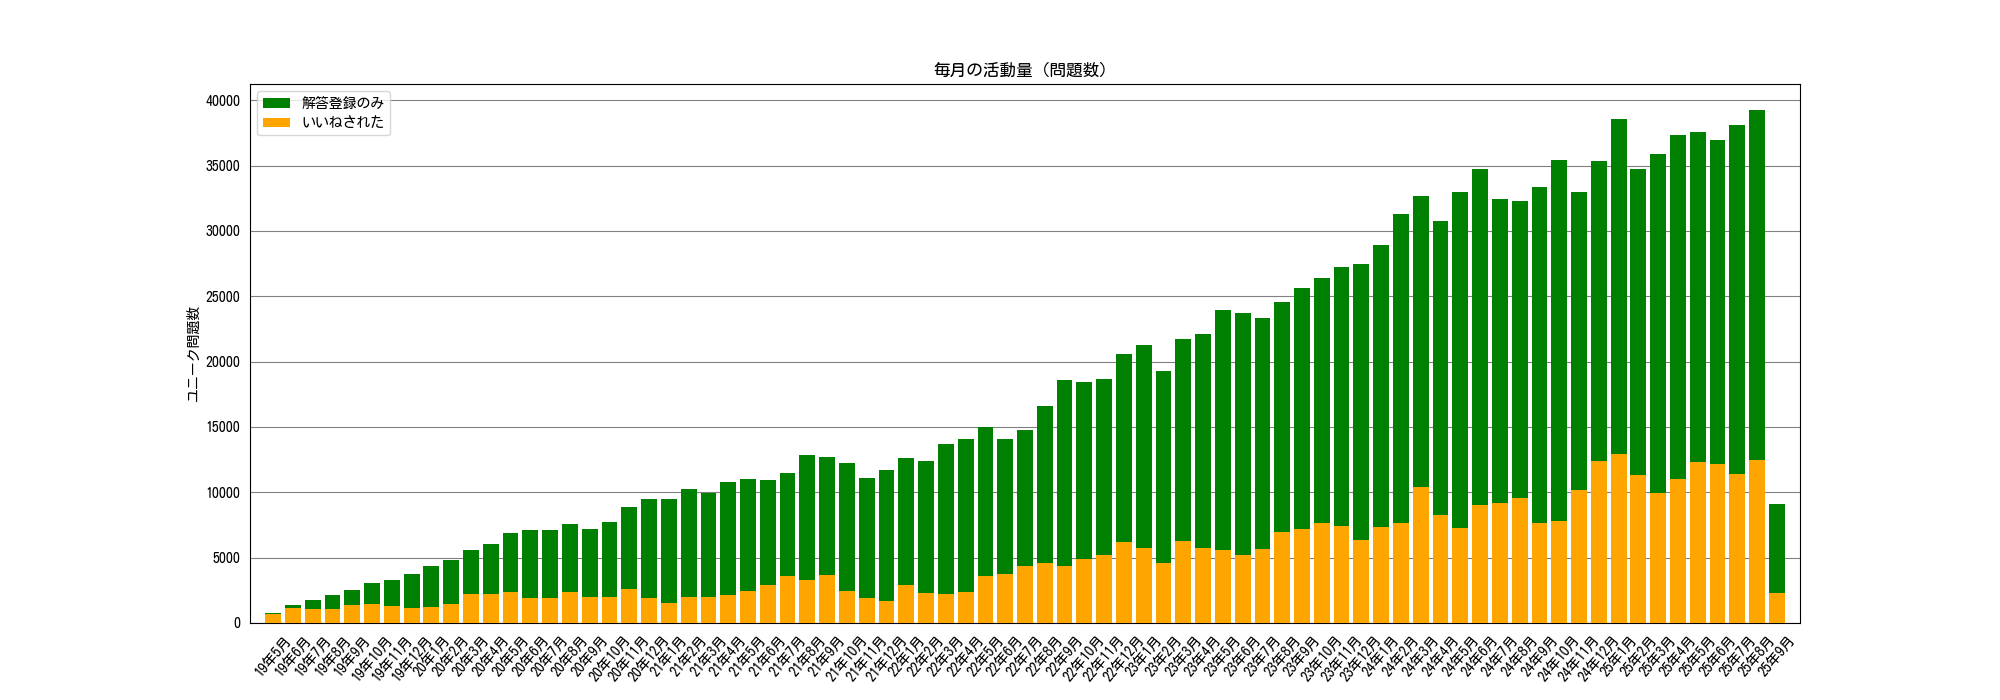 毎月の活動量（問題数）
解答登録のみ
いいねされた
ユニーク問題数
40000
35000
30000
25000
20000
15000
10000
5000
0
19年5月
19年6月
19年7月
19年8月
19年9月
19年10月
19年11月
19年12月
20年1月
20年2月
20年3月
20年4月
20年5月
20年6月
20年7月
20年8月
20年9月
20年10月
20年11月
20年12月
21年1月
21年2月
21年3月
21年4月
21年5月
21年6月
21年7月
21年8月
21年9月
21年10月
21年11月
21年12月
22年1月
22年2月
22年3月
22年4月
22年5月
22年6月
22年7月
22年8月
22年9月
22年10月
22年11月
22年12月
23年1月
23年2月
23年3月
23年4月
23年5月
23年6月
23年7月
23年8月
23年9月
23年10月
23年11月
23年12月
24年1月
24年2月
24年3月
24年4月
24年5月
24年6月
24年7月
24年8月
24年9月
24年10月
24年11月
24年12月
25年1月
25年2月
25年3月
25年4月
25年5月
25年6月
25年7月
25年8月
25年9月